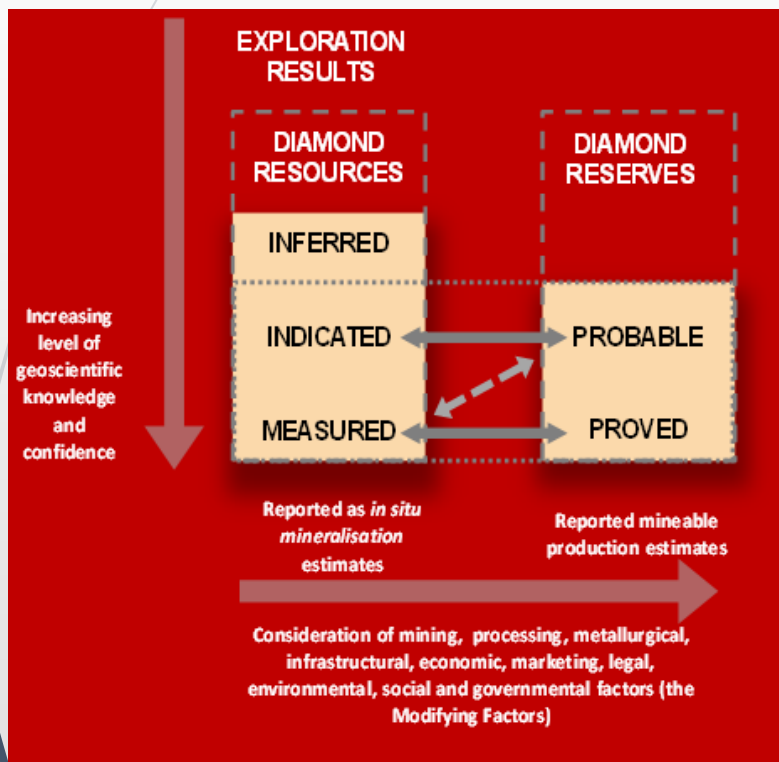 EXPLORATION
RESULTS
DIAMOND
RESOURCES
DIAMOND
RESERVES
INFERRED
INDICATED
PROBABLE
MEASURED
PROVED
Increasing
level of
geoscientific
knowledge
and
confidence
Reported as in situ
mineralisation
estimates
Reported mineable
production estimates
Consideration of mining, processing, metallurgical,
infrastructural, economic, marketing, legal,
environmental, social and governmental factors (the
Modifying Factors)